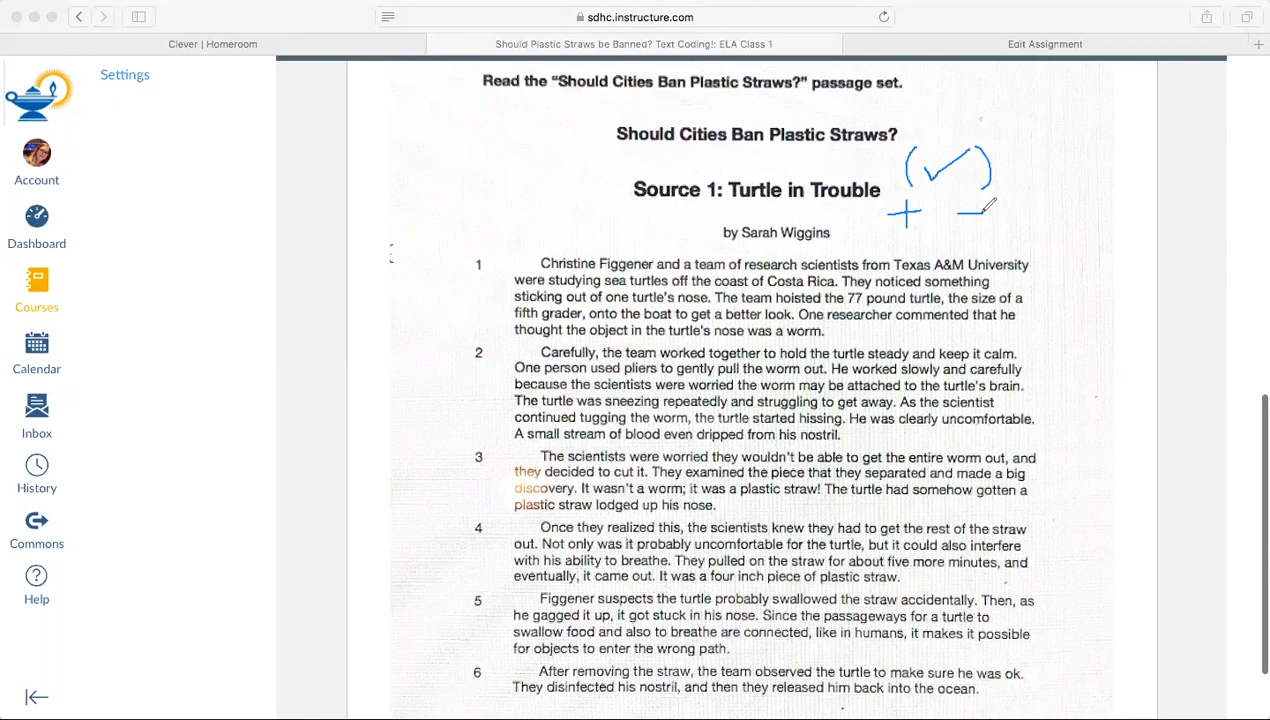 sdhc.instructure.com
Clever | Homeroom
Should Plastic Straws be Banned? Text Coding!: ELA Class 1
Edit Assignment
Settings
Account
Dashboard
Courses
Calendar
Inbox
History
Commons
Help
Read the “Should Cities Ban Plastic Straws?” passage set.
Should Cities Ban Plastic Straws?
(✓)
Source 1: Turtle in Trouble
+ −
by Sarah Wiggins
1 Christine Figgener and a team of research scientists from Texas A&M University
were studying sea turtles off the coast of Costa Rica. They noticed something
sticking out of one turtle’s nose. The team hoisted the 77 pound turtle, the size of a
fifth grader, onto the boat to get a better look. One researcher commented that he
thought the object in the turtle’s nose was a worm.
2 Carefully, the team worked together to hold the turtle steady and keep it calm.
One person used pliers to gently pull the worm out. He worked slowly and carefully
because the scientists were worried the worm may be attached to the turtle’s brain.
The turtle was sneezing repeatedly and struggling to get away. As the scientist
continued tugging the worm, the turtle started hissing. He was clearly uncomfortable.
A small stream of blood even dripped from his nostril.
3 The scientists were worried they wouldn’t be able to get the entire worm out, and
they decided to cut it. They examined the piece that they separated and made a big
discovery. It wasn’t a worm; it was a plastic straw! The turtle had somehow gotten a
plastic straw lodged up his nose.
4 Once they realized this, the scientists knew they had to get the rest of the straw
out. Not only was it probably uncomfortable for the turtle, but it could also interfere
with his ability to breathe. They pulled on the straw for about five more minutes, and
eventually, it came out. It was a four inch piece of plastic straw.
5 Figgener suspects the turtle probably swallowed the straw accidentally. Then, as
he gagged it up, it got stuck in his nose. Since the passageways for a turtle to
swallow food and also to breathe are connected, like in humans, it makes it possible
for objects to enter the wrong path.
6 After removing the straw, the team observed the turtle to make sure he was ok.
They disinfected his nostril, and then they released him back into the ocean.